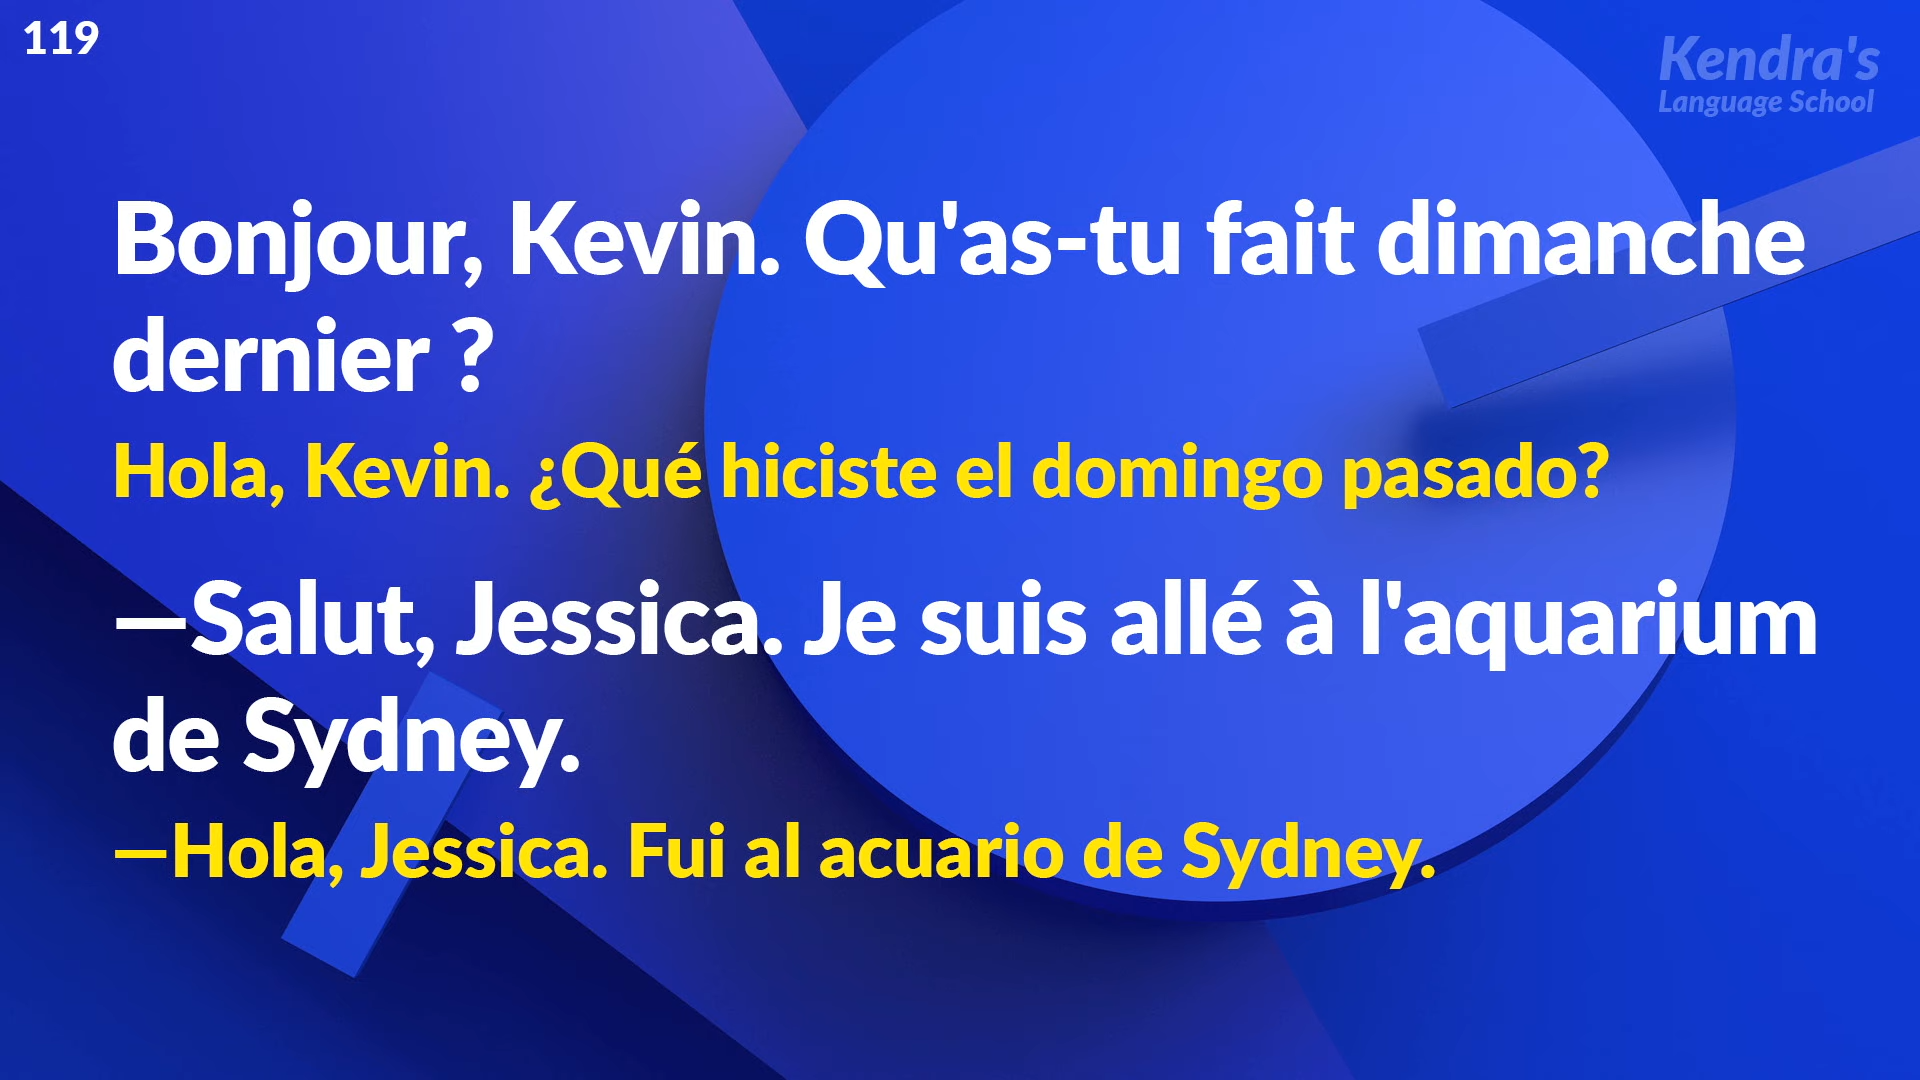 119
Kendra's
Language School
Bonjour, Kevin. Qu'as-tu fait dimanche
dernier ?
Hola, Kevin. ¿Qué hiciste el domingo pasado?
—Salut, Jessica. Je suis allé à l'aquarium
de Sydney.
—Hola, Jessica. Fui al acuario de Sydney.